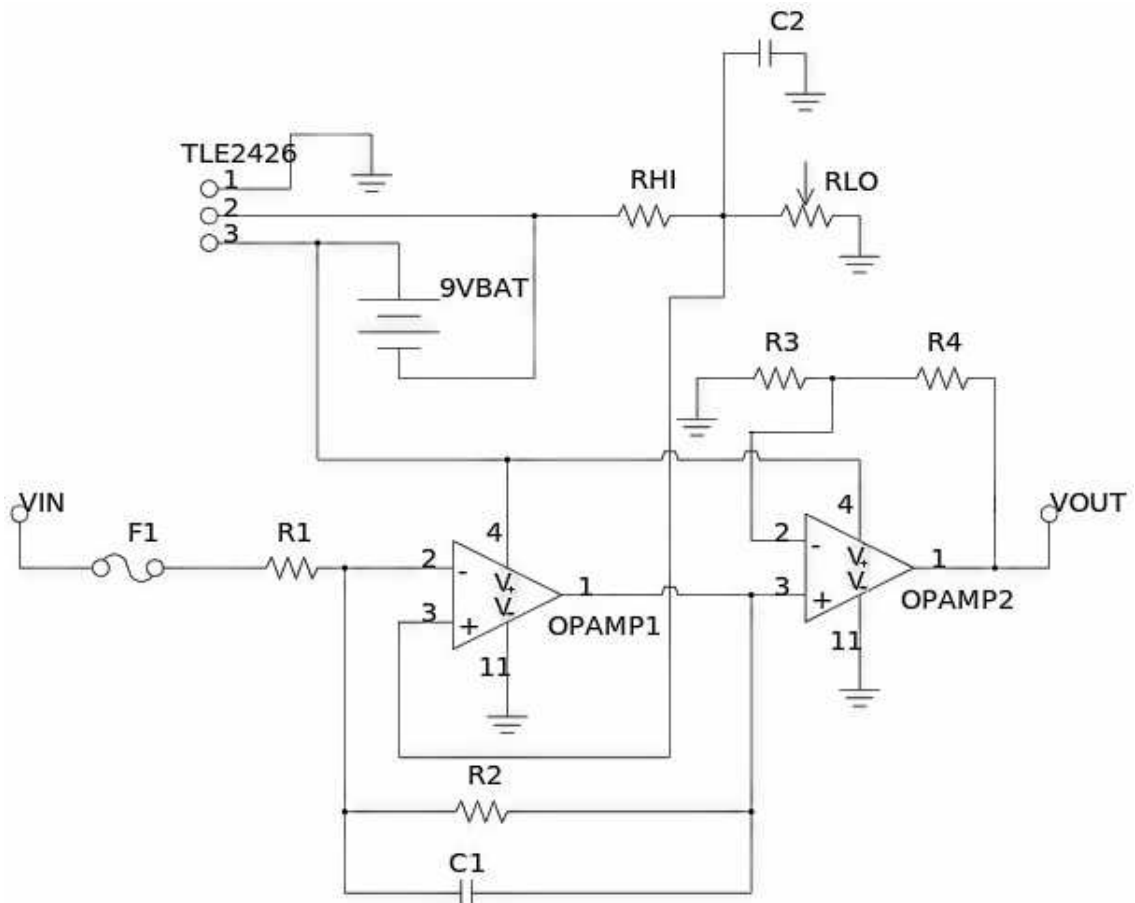 C2
TLE2426
1
2
3
RHI
RLO
9VBAT
R3
R4
VIN
F1
R1
4
2
-
V+
V-
3
+
11
1
OPAMP1
4
2
-
V+
V-
3
+
11
1
OPAMP2
VOUT
R2
C1